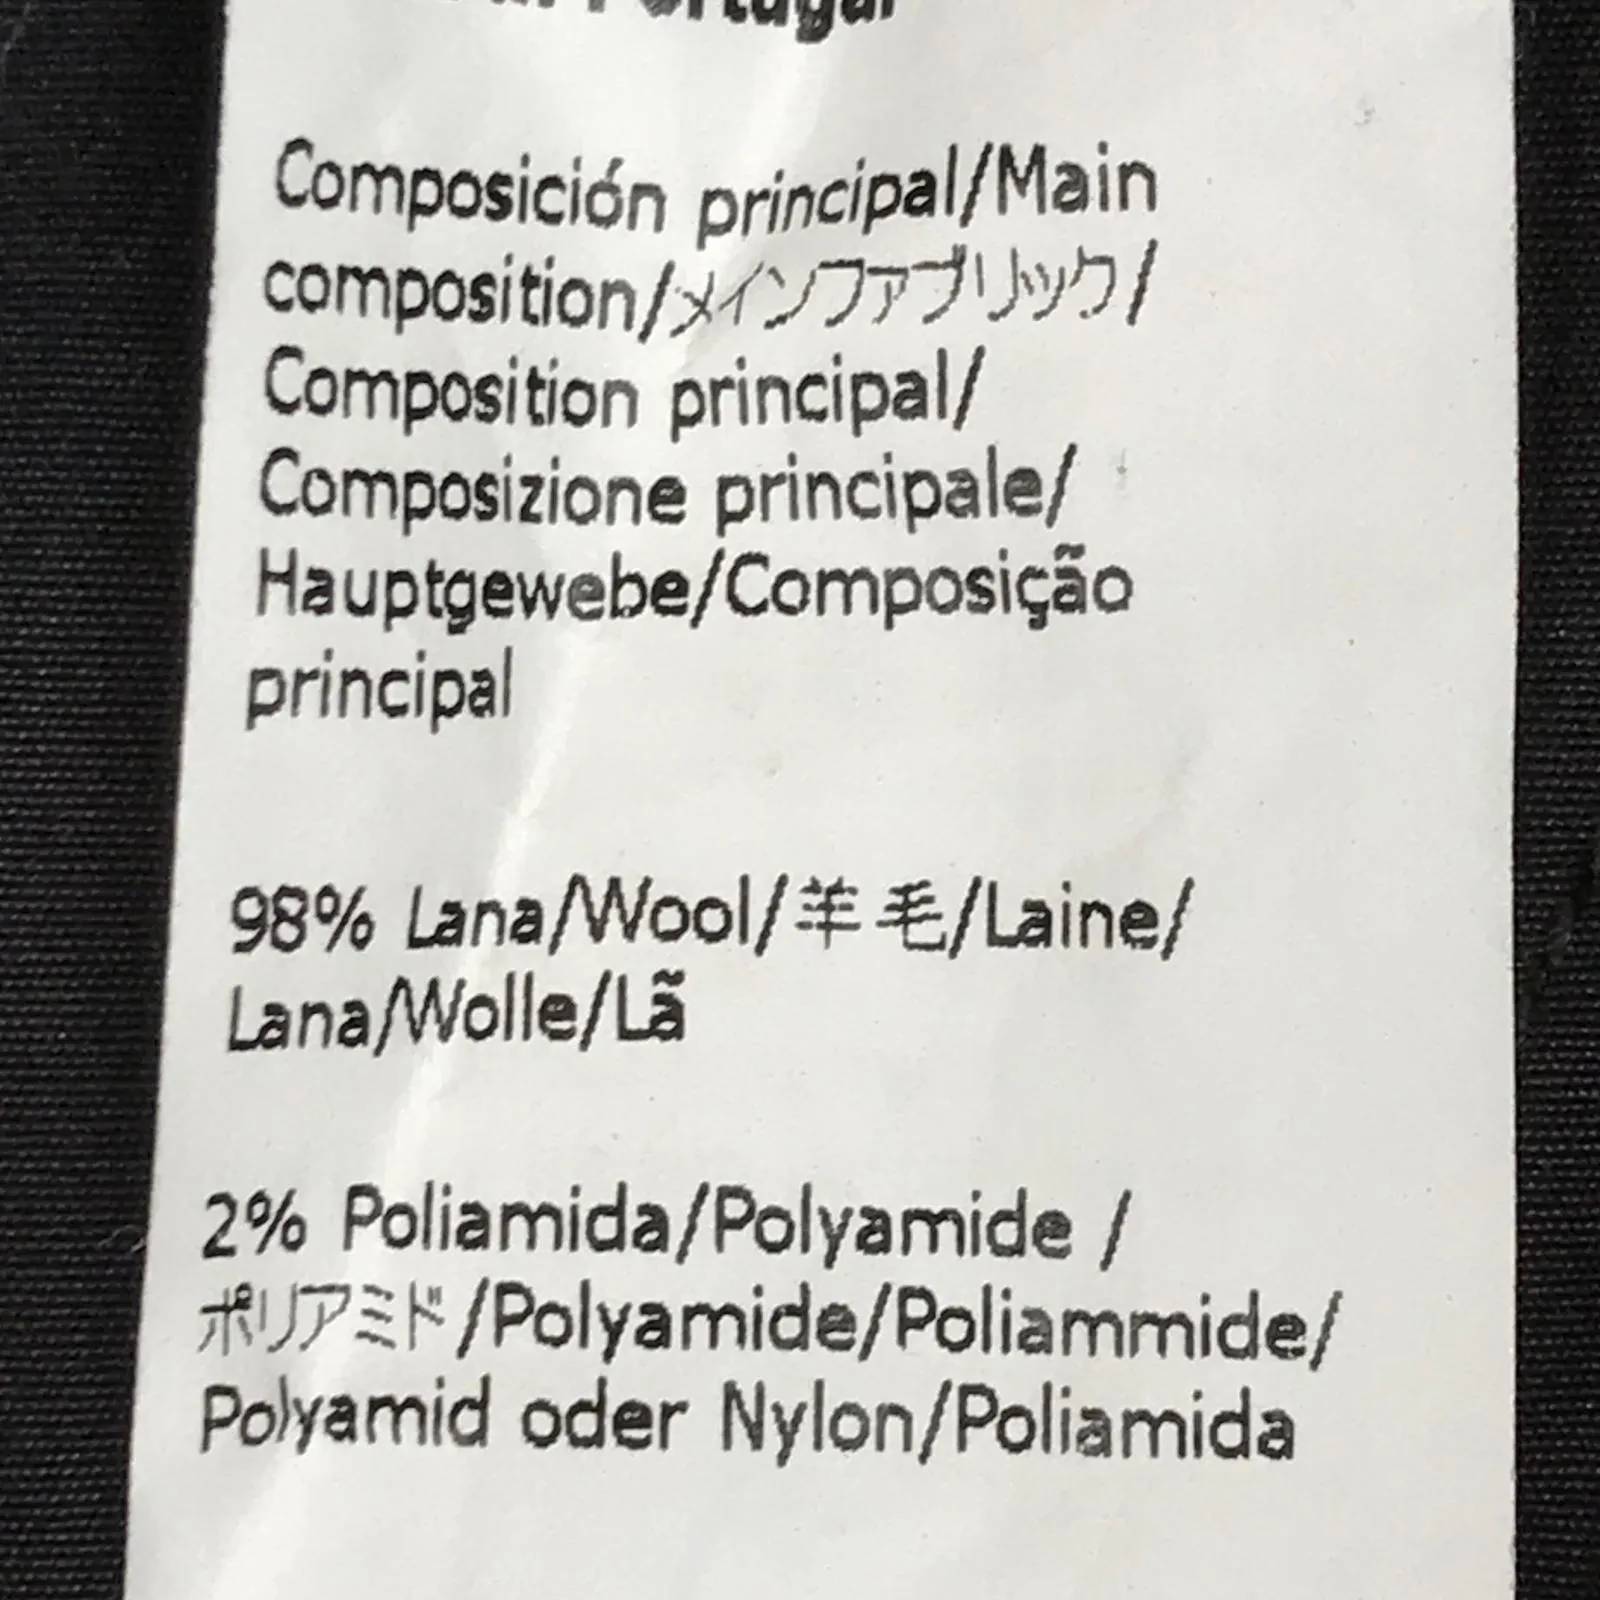 Portugal
Composición principal/Main
composition/メインファブリック/
Composition principal/
Composizione principale/
Hauptgewebe/Composição
principal
98% Lana/Wool/羊毛/Laine/
Lana/Wolle/Lã
2% Poliamida/Polyamide /
ポリアミド/Polyamide/Poliammide/
Polyamid oder Nylon/Poliamida